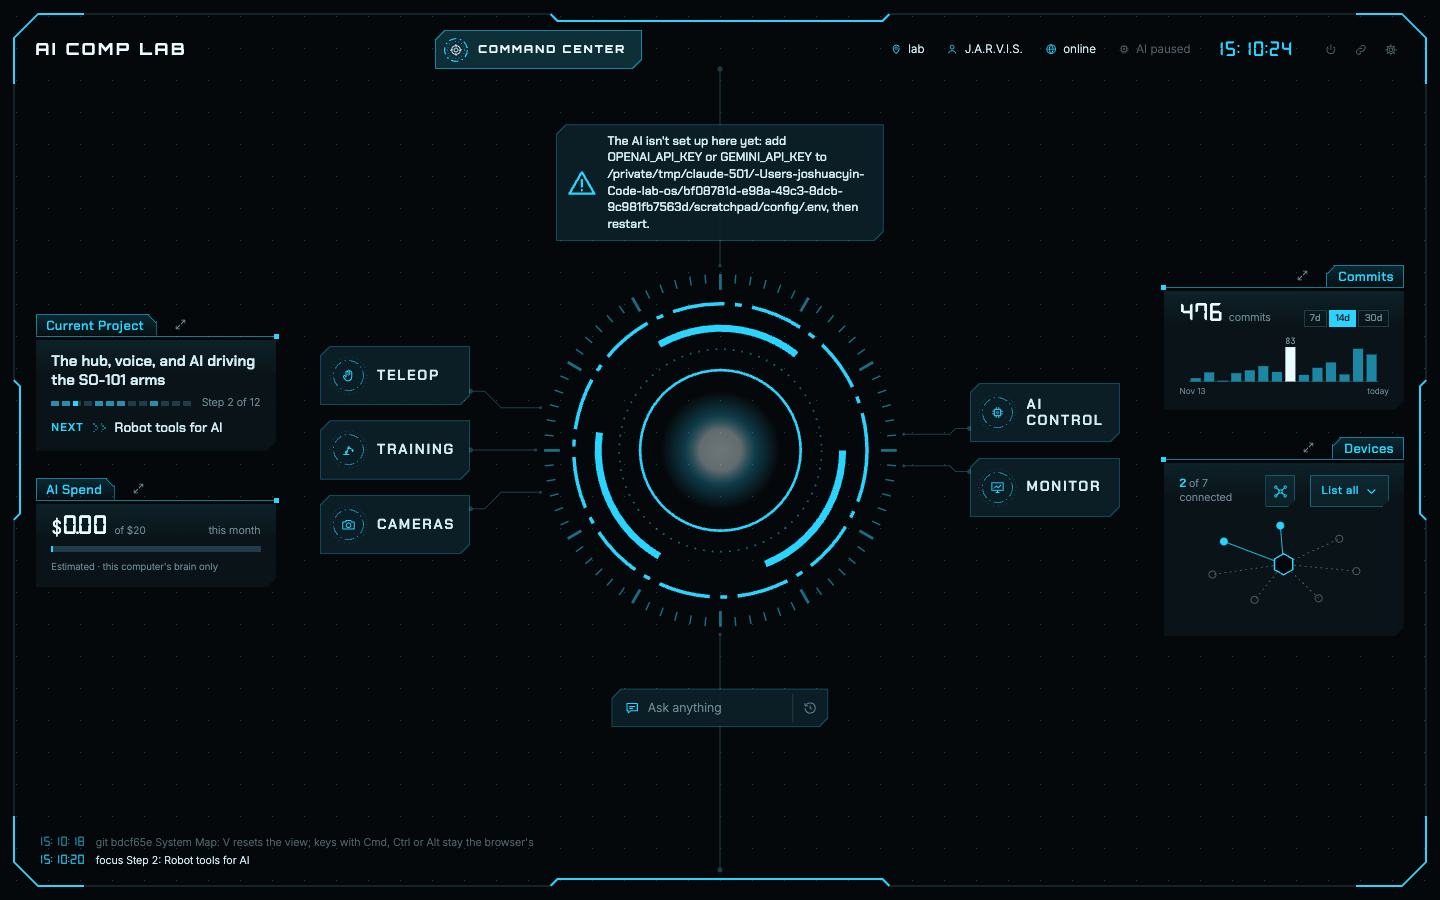 AI COMP LAB
COMMAND CENTER
lab
J.A.R.V.I.S.
online
AI paused
15:10:24
The AI isn't set up here yet: add
OPENAI_API_KEY or GEMINI_API_KEY to
/private/tmp/claude-501/-Users-joshuacyin-
Code-lab-os/bf08781d-e98a-49c3-8dcb-
9c981fb7563d/scratchpad/config/.env, then
restart.
Current Project
The hub, voice, and AI driving
the SO-101 arms
Step 2 of 12
NEXT Robot tools for AI
AI Spend
$0.00 of $20 this month
Estimated · this computer's brain only
TELEOP
TRAINING
CAMERAS
AI
CONTROL
MONITOR
Commits
476 commits
7d 14d 30d
83
Nov 13 today
Devices
2 of 7
connected
List all
Ask anything
15:10:18 git bdcf65e System Map: V resets the view; keys with Cmd, Ctrl or Alt stay the browser's
15:10:20 focus Step 2: Robot tools for AI